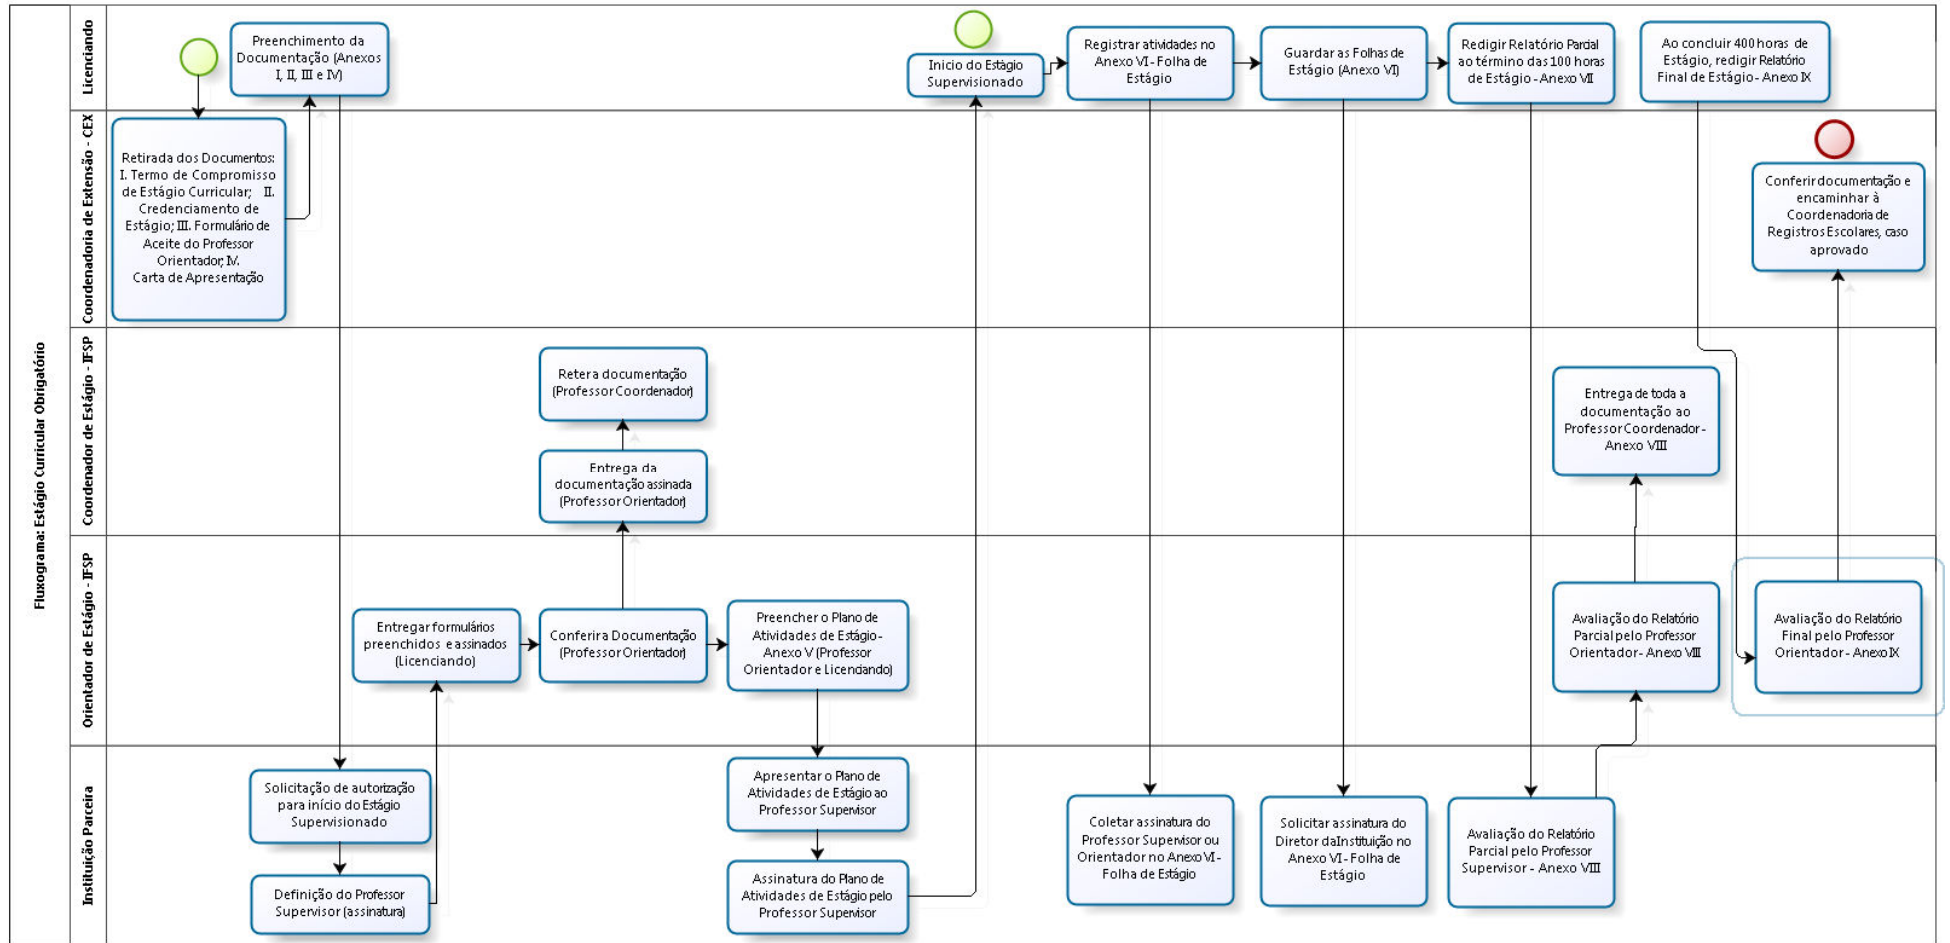 Fluxograma: Estágio Curricular Obrigatório
Licenciando
Preenchimento da
Documentação (Anexos
I, II, III e IV)
Inicio do Estágio
Supervisionado
Registrar atividades no
Anexo VI- Folha de
Estágio
Guardar as Folhas de
Estágio (Anexo VI)
Redigir Relatório Parcial
ao término das 100 horas
de Estágio - Anexo VII
Ao concluir 400 horas de
Estágio, redigir Relatório
Final de Estágio- Anexo IX
Coordenadoria de Extensão - CEX
Retirada dos Documentos:
I. Termo de Compromisso
de Estágio Curricular; II.
Credenciamento de
Estágio; III. Formulário de
Aceite do Professor
Orientador; IV.
Carta de Apresentação
Conferir documentação e
encaminhar à
Coordenadoria de
Registros Escolares, caso
aprovado
Coordenador de Estágio - IFSP
Reter a documentação
(Professor Coordenador)
Entrega da
documentação assinada
(Professor Orientador)
Entrega de toda a
documentação ao
Professor Coordenador -
Anexo VIII
Orientador de Estágio - IFSP
Entregar formulários
preenchidos e assinados
(Licenciando)
Conferir a Documentação
(Professor Orientador)
Preencher o Plano de
Atividades de Estágio-
Anexo V (Professor
Orientador e Licenciando)
Avaliação do Relatório
Parcial pelo Professor
Orientador - Anexo VIII
Avaliação do Relatório
Final pelo Professor
Orientador - Anexo IX
Instituição Parceira
Solicitação de autorização
para início do Estágio
Supervisionado
Definição do Professor
Supervisor (assinatura)
Apresentar o Plano de
Atividades de Estágio ao
Professor Supervisor
Assinatura do Plano de
Atividades de Estágio pelo
Professor Supervisor
Coletar assinatura do
Professor Supervisor ou
Orientador no Anexo VI -
Folha de Estágio
Solicitar assinatura do
Diretor da Instituição no
Anexo VI- Folha de
Estágio
Avaliação do Relatório
Parcial pelo Professor
Supervisor - Anexo VIII